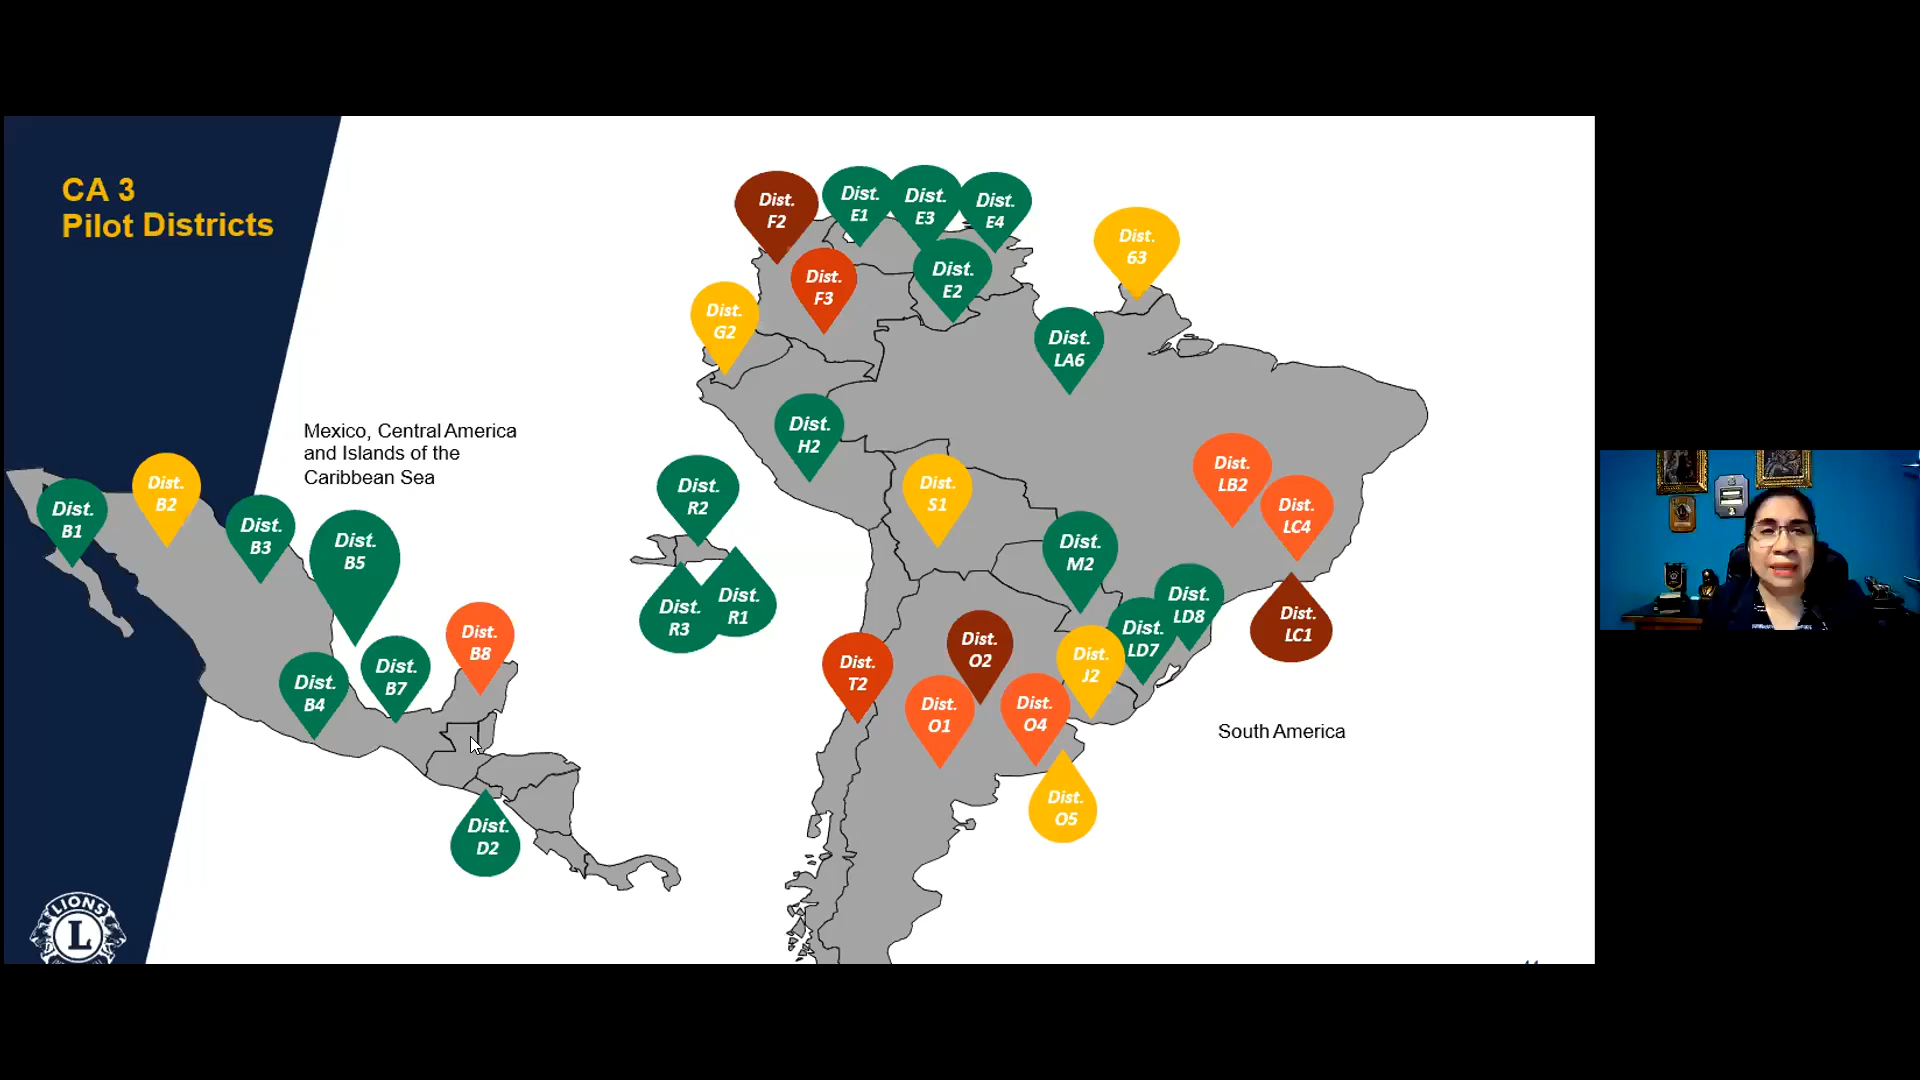 CA 3
Pilot Districts
Mexico, Central America
and Islands of the
Caribbean Sea
Dist.
B1
Dist.
B2
Dist.
B3
Dist.
B5
Dist.
B4
Dist.
B7
Dist.
B8
Dist.
D2
Dist.
R2
Dist.
R3
Dist.
R1
Dist.
F2
Dist.
E1
Dist.
E3
Dist.
E4
Dist.
63
Dist.
F3
Dist.
E2
Dist.
G2
Dist.
LA6
Dist.
H2
Dist.
S1
Dist.
LB2
Dist.
LC4
Dist.
M2
Dist.
LD8
Dist.
LD7
Dist.
LC1
Dist.
T2
Dist.
O2
Dist.
J2
Dist.
O1
Dist.
O4
Dist.
O5
South America
LIONS
L